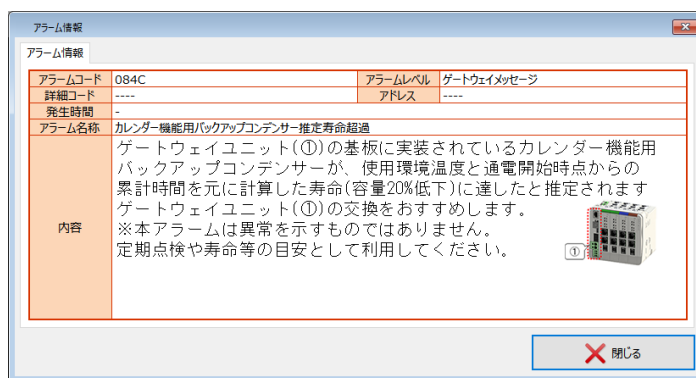 アラーム情報
アラーム情報
アラームコード 084C アラームレベル ゲートウェイメッセージ
詳細コード ---- アドレス ----
発生時間 -
アラーム名称 カレンダー機能用バックアップコンデンサー推定寿命超過
内容
ゲートウェイユニット(①)の基板に実装されているカレンダー機能用
バックアップコンデンサーが、使用環境温度と通電開始時点からの
累計時間を元に計算した寿命(容量20%低下)に達したと推定されます
ゲートウェイユニット(①)の交換をおすすめします。
※本アラームは異常を示すものではありません。
定期点検や寿命等の目安として利用してください。
①
閉じる